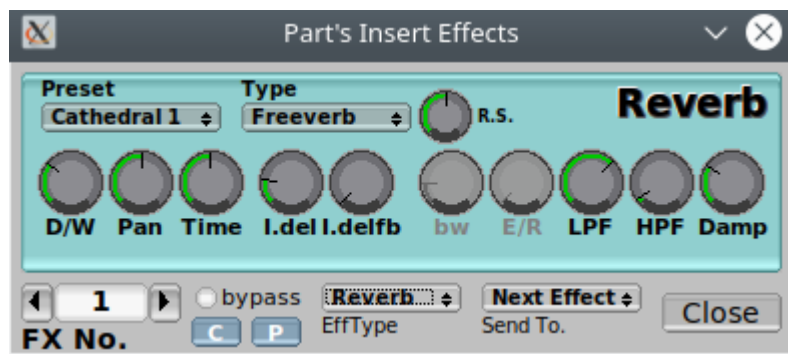 Part's Insert Effects
Preset Type
Cathedral 1 Freeverb R.S. Reverb
D/W Pan Time I.del I.delfb bw E/R LPF HPF Damp
1 bypass Reverb Next Effect Close
FX No. C P EffType Send To.